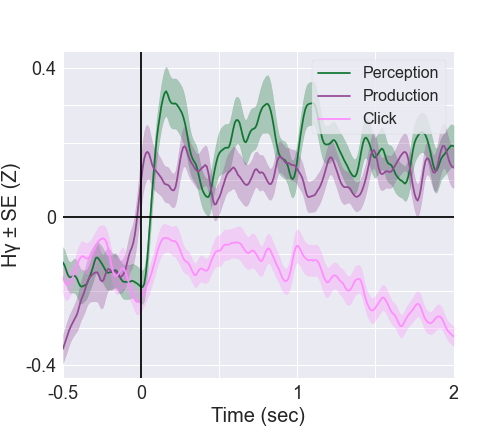 Perception
Production
Click
0.4
0
-0.4
Hγ ± SE (Z)
-0.5
0
1
2
Time (sec)